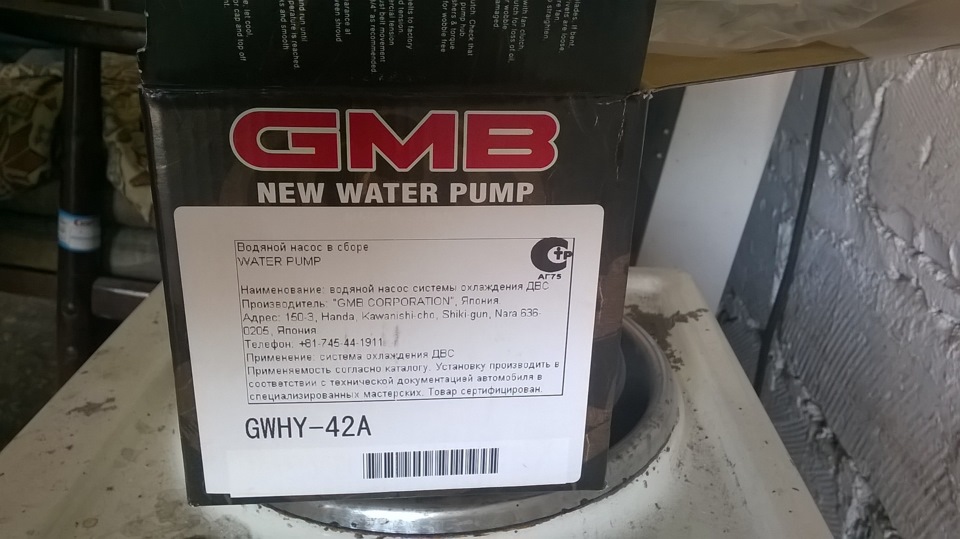 GMB
NEW WATER PUMP
Водяной насос в сборе
WATER PUMP
Стр
АГ75
Наименование: водяной насос системы охлаждения ДВС
Производитель: "GMB CORPORATION", Япония
Адрес: 150-3, Handa, Kawanishi-cho, Shiki-gun, Nara 636-
0205, Япония
Телефон: +81-745-44-1911
Применение: система охлаждения ДВС
Применяемость согласно каталогу. Установку производить в
соответствии с технической документацией автомобиля в
специализированных мастерских. Товар сертифицирован.
GWHY-42A